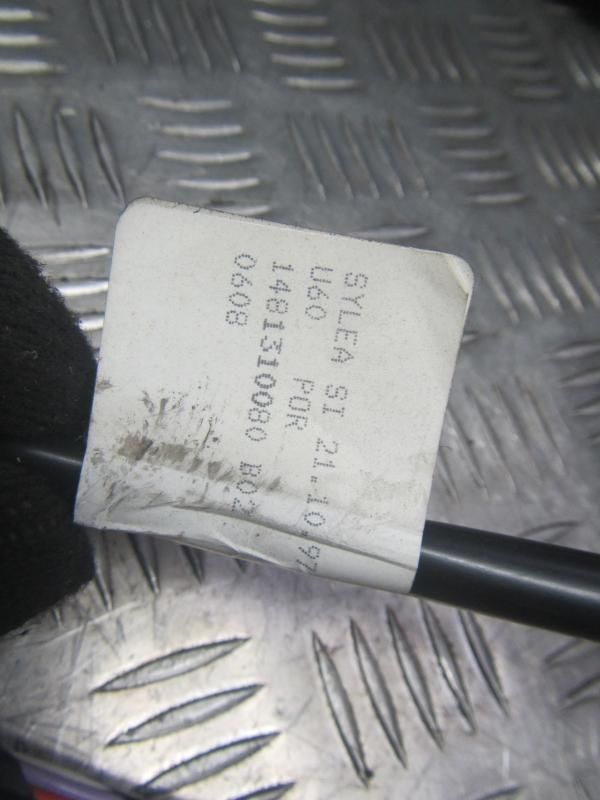 SYLEA SI 21.10.97
U60 POR
1481310080 B02
0608